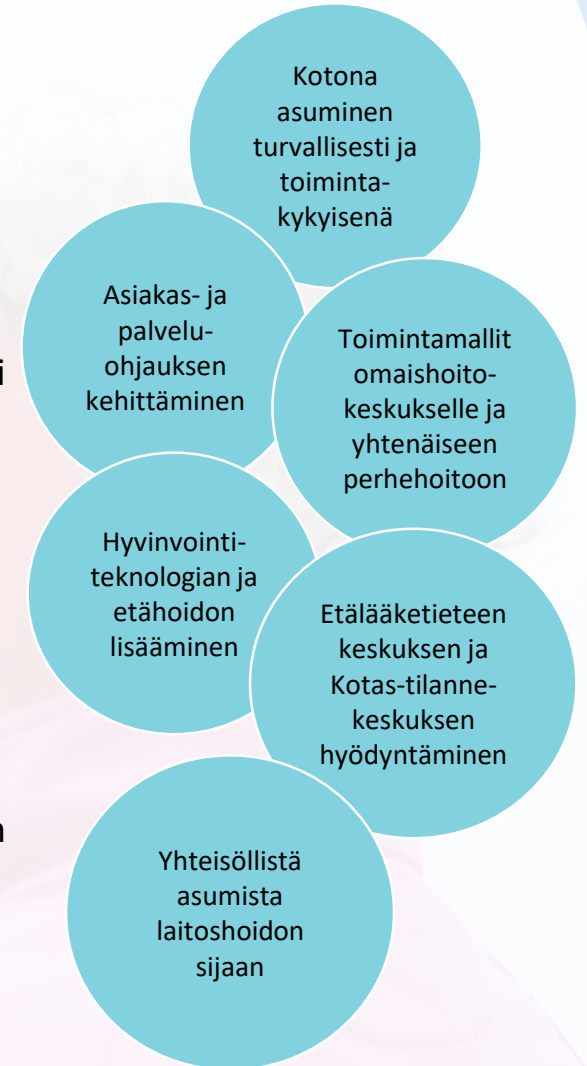 Kotona
asuminen
turvallisesti ja
toiminta-
kykyisenä
Asiakas- ja
palvelu-
ohjauksen
kehittäminen
Toimintamallit
omaishoito-
keskukselle ja
yhtenäiseen
perhehoitoon
Hyvinvointi-
teknologian ja
etähoidon
lisääminen
Etälääketieteen
keskuksen ja
Kotas-tilanne-
keskuksen
hyödyntäminen
Yhteisöllistä
asumista
laitoshoidon
sijaan